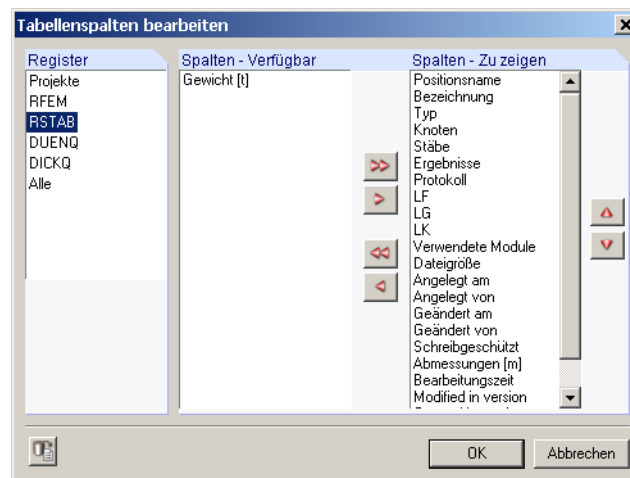 Tabellenspalten bearbeiten
Register
Projekte
RFEM
RSTAB
DUENQ
DICKQ
Alle
Spalten - Verfügbar
Gewicht [t]
Spalten - Zu zeigen
Positionsname
Bezeichnung
Typ
Knoten
Stäbe
Ergebnisse
Protokoll
LF
LG
LK
Verwendete Module
Dateigröße
Angelegt am
Angelegt von
Geändert am
Geändert von
Schreibgeschützt
Abmessungen [m]
Bearbeitungszeit
Modified in version
OK
Abbrechen